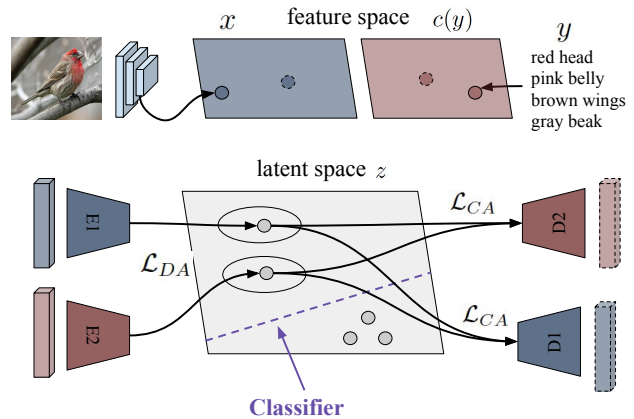 x feature space c(y) y
red head
pink belly
brown wings
gray beak
latent space z
E1
E2
D2
D1
ℒ_DA
ℒ_CA
ℒ_CA
Classifier